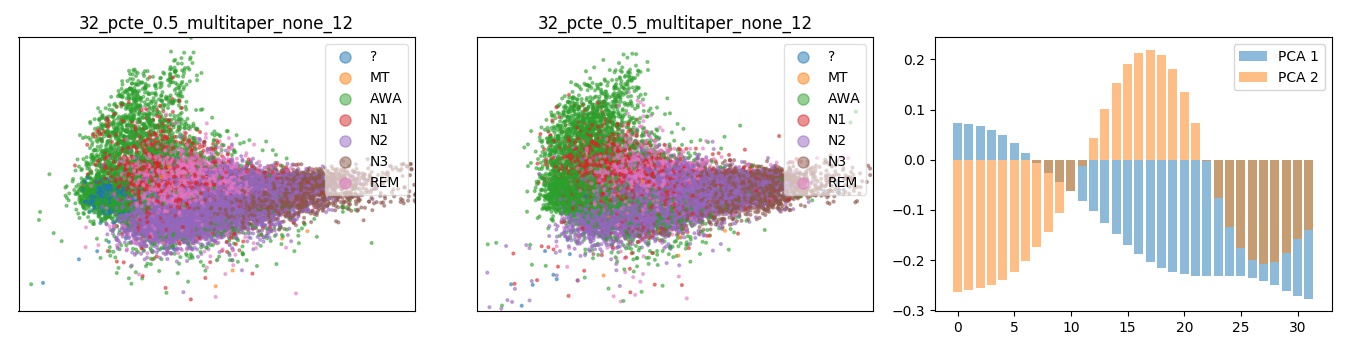 32_pcte_0.5_multitaper_none_12
?
MT
AWA
N1
N2
N3
REM
32_pcte_0.5_multitaper_none_12
?
MT
AWA
N1
N2
N3
REM
PCA 1
PCA 2
0.2
0.1
0.0
−0.1
−0.2
−0.3
0 5 10 15 20 25 30